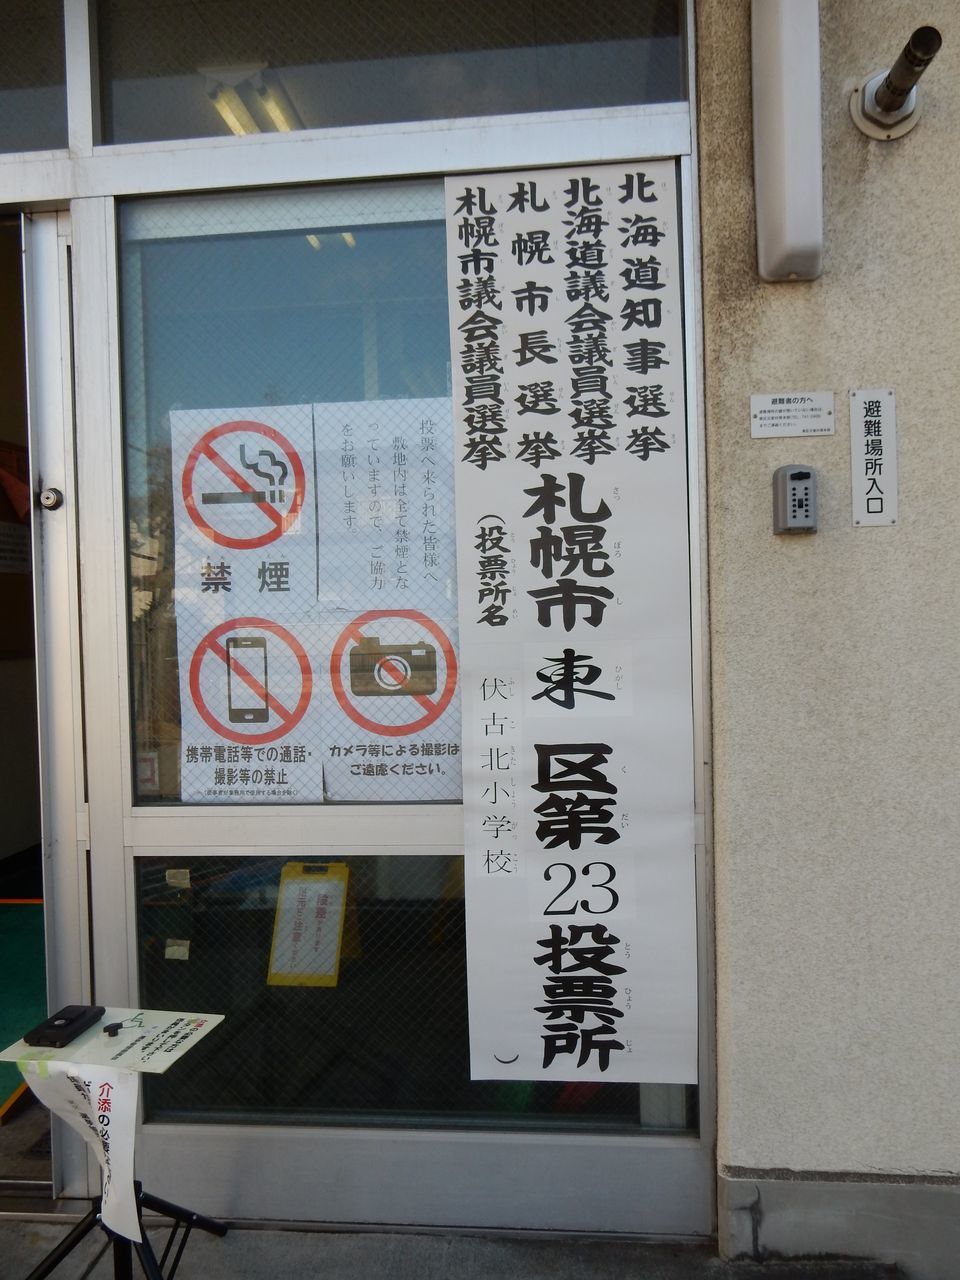 北海道知事選挙
北海道議会議員選挙
札幌市長選挙
札幌市議会議員選挙
札幌市東区第23投票所
(投票所名
伏古北小学校
)
投票へ来られた皆様へ
敷地内は全て禁煙とな
っていますので、ご協力
をお願いします。
禁煙
携帯電話等での通話・
撮影等の禁止
カメラ等による撮影は
ご遠慮ください。
避難者の方へ
避難場所入口
介添の必要な